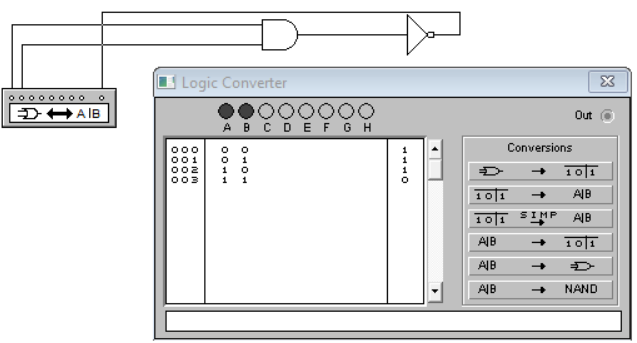 Logic Converter
A B C D E F G H
Out
000 0 0 1
001 0 1 1
002 1 0 1
003 1 1 0
Conversions
→ 1 0 1
1 0 1 → A|B
1 0 1 SIMP → A|B
A|B → 1 0 1
A|B →
A|B → NAND
A|B